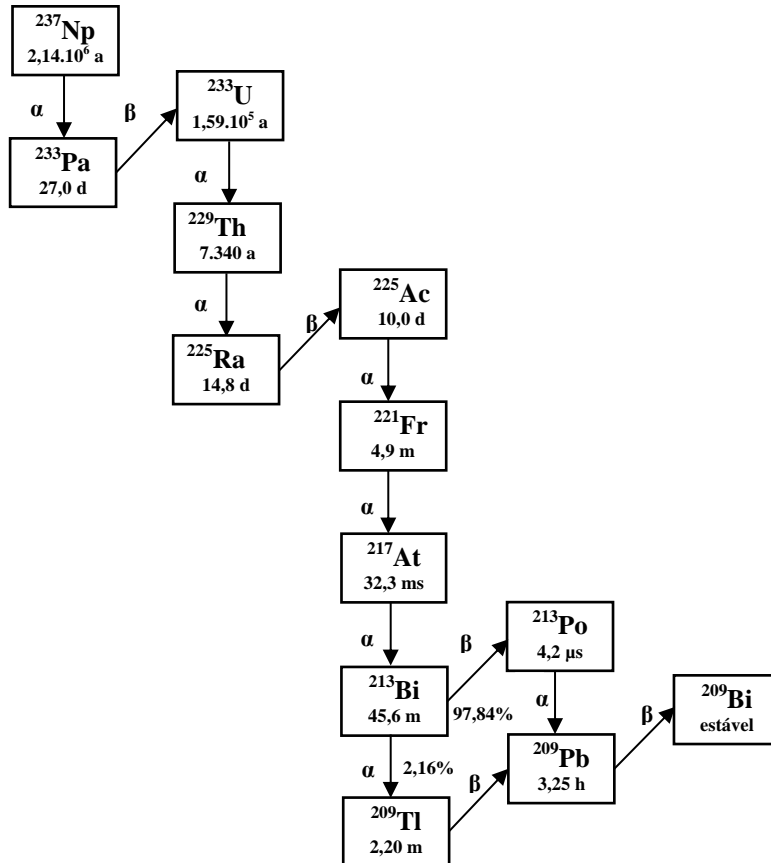 ²³⁷Np
2,14.10⁶ a
α
β
²³³U
1,59.10⁵ a
²³³Pa
27,0 d
α
²²⁹Th
7.340 a
α
β
²²⁵Ac
10,0 d
²²⁵Ra
14,8 d
α
²²¹Fr
4,9 m
α
²¹⁷At
32,3 ms
α
β
²¹³Po
4,2 µs
²¹³Bi
45,6 m
97,84%
α
β
²⁰⁹Bi
estável
α
2,16%
β
²⁰⁹Pb
3,25 h
²⁰⁹Tl
2,20 m